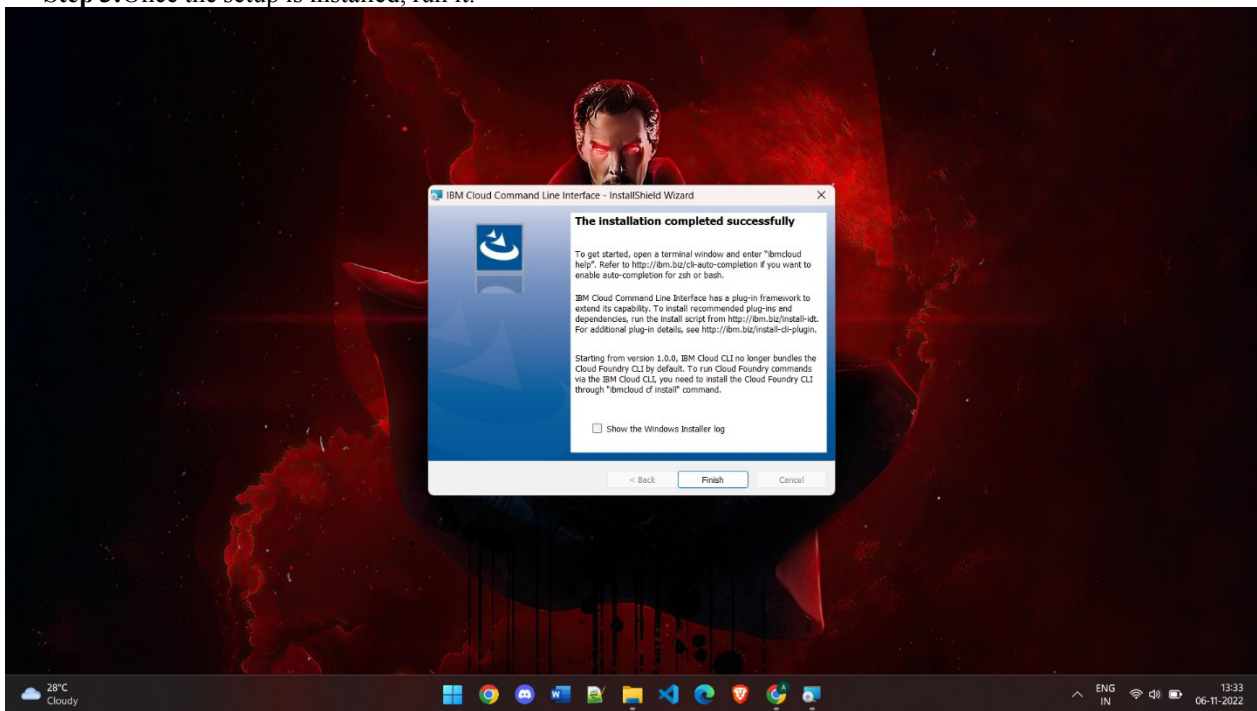 Step 3:Once the setup is installed, run it.
IBM Cloud Command Line Interface - InstallShield Wizard
The installation completed successfully
To get started, open a terminal window and enter "ibmcloud
help". Refer to http://ibm.biz/cli-auto-completion if you want to
enable auto-completion for zsh or bash.
IBM Cloud Command Line Interface has a plug-in framework to
extend its capability. To install recommended plug-ins and
dependencies, run the install script from http://ibm.biz/install-idt.
For additional plug-in details, see http://ibm.biz/install-cli-plugin.
Starting from version 1.0.0, IBM Cloud CLI no longer bundles the
Cloud Foundry CLI by default. To run Cloud Foundry commands
via the IBM Cloud CLI, you need to install the Cloud Foundry CLI
through "ibmcloud cf install" command.
Show the Windows Installer log
< Back Finish Cancel
28°C
Cloudy
ENG
IN
13:33
06-11-2022